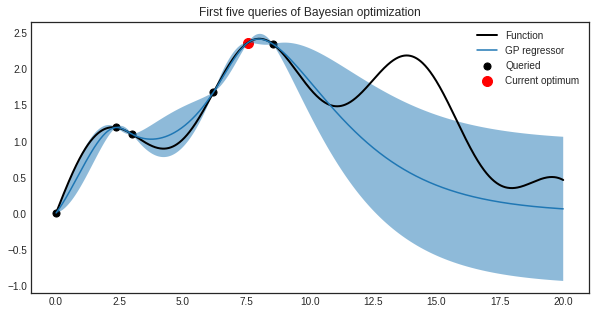 First five queries of Bayesian optimization
Function
GP regressor
Queried
Current optimum
2.5
2.0
1.5
1.0
0.5
0.0
−0.5
−1.0
0.0 2.5 5.0 7.5 10.0 12.5 15.0 17.5 20.0